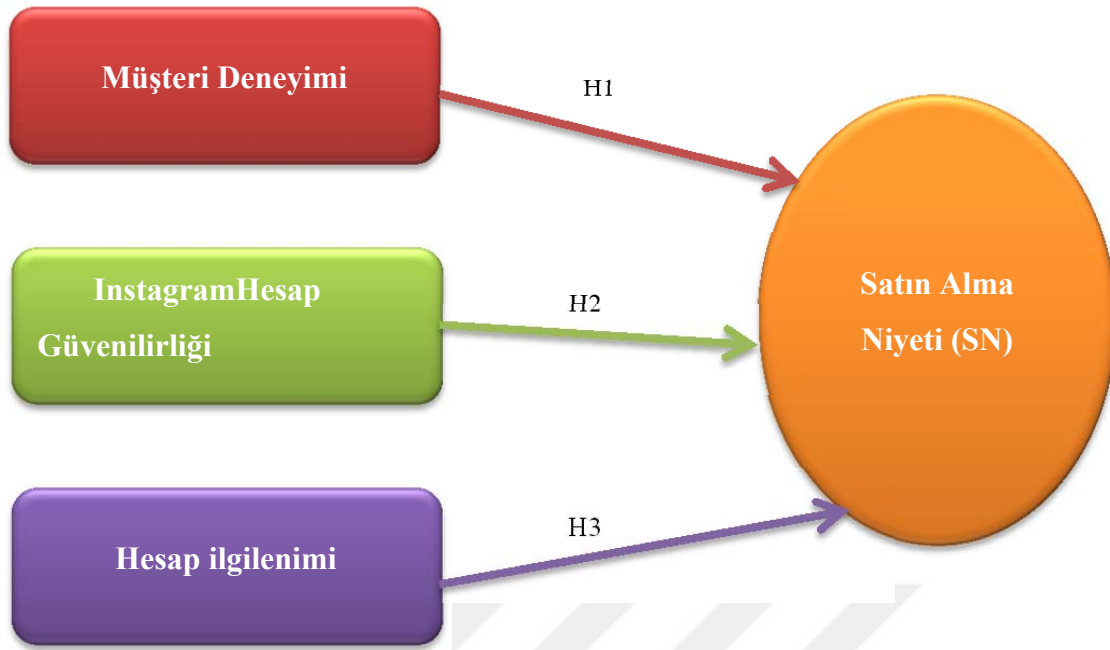 Müşteri Deneyimi
H1
InstagramHesap
Güvenilirliği
H2
Satın Alma
Niyeti (SN)
Hesap ilgilenimi
H3